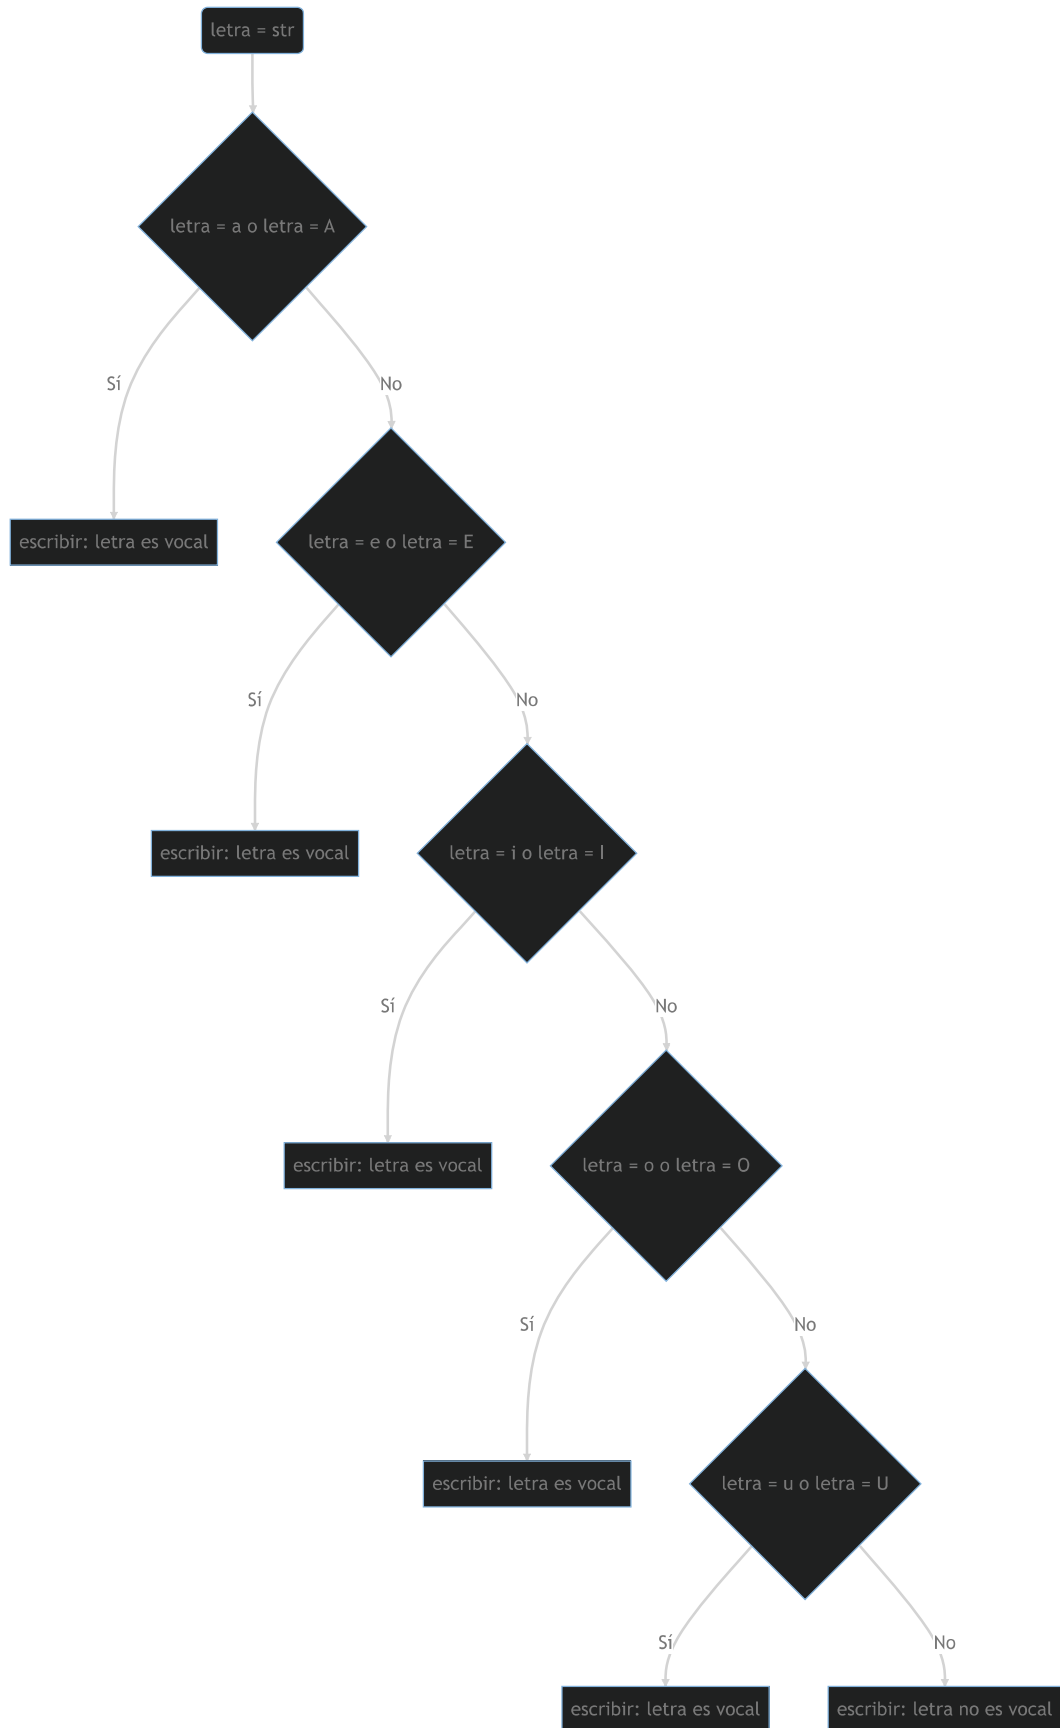 letra = str
letra = a o letra = A
Sí
No
escribir: letra es vocal
letra = e o letra = E
Sí
No
escribir: letra es vocal
letra = i o letra = I
Sí
No
escribir: letra es vocal
letra = o o letra = O
Sí
No
escribir: letra es vocal
letra = u o letra = U
Sí
No
escribir: letra es vocal
escribir: letra no es vocal